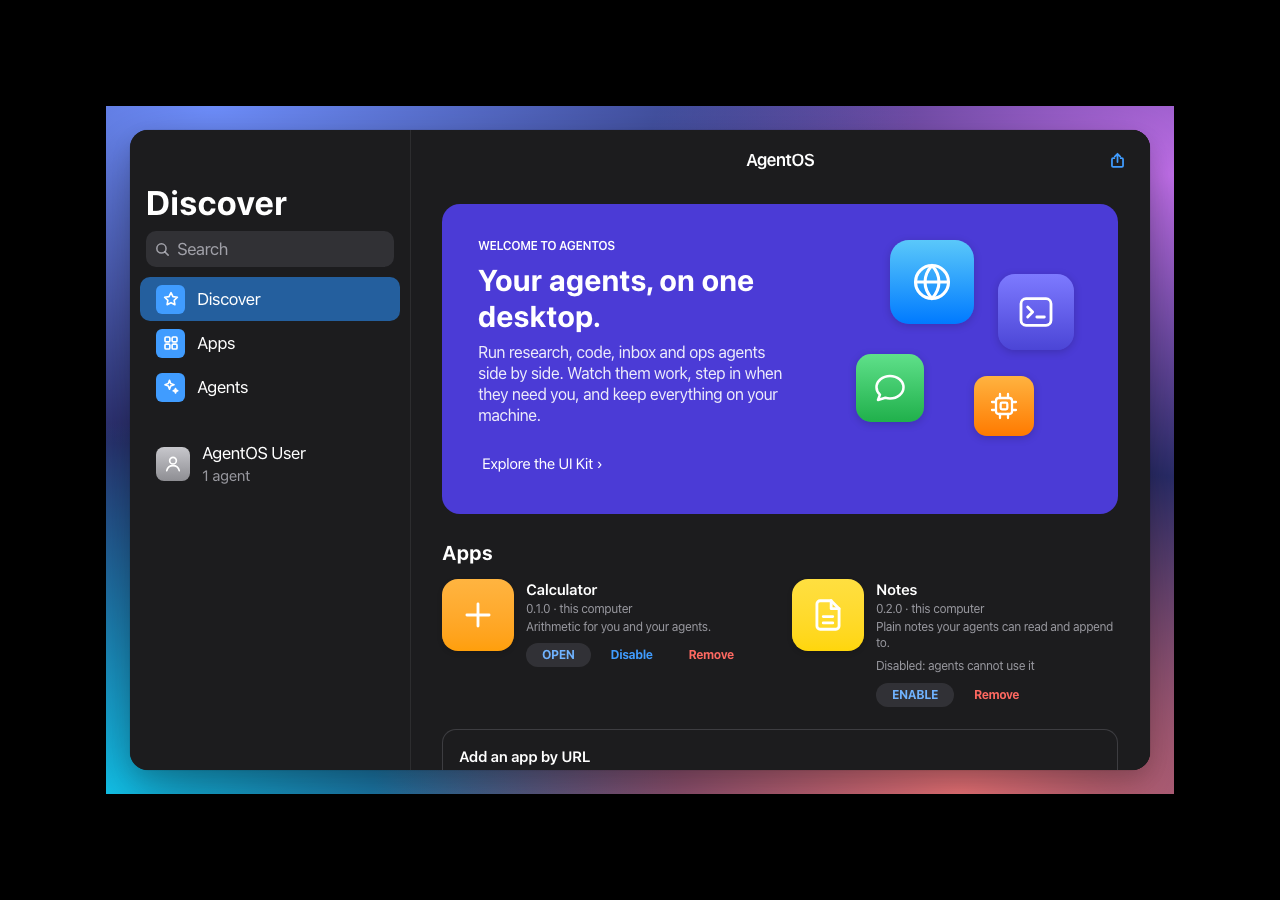 AgentOS
Discover
Search
Discover
Apps
Agents
AgentOS User
1 agent
WELCOME TO AGENTOS
Your agents, on one
desktop.
Run research, code, inbox and ops agents
side by side. Watch them work, step in when
they need you, and keep everything on your
machine.
Explore the UI Kit ›
Apps
Calculator
0.1.0 · this computer
Arithmetic for you and your agents.
OPEN Disable Remove
Notes
0.2.0 · this computer
Plain notes your agents can read and append
to.
Disabled: agents cannot use it
ENABLE Remove
Add an app by URL